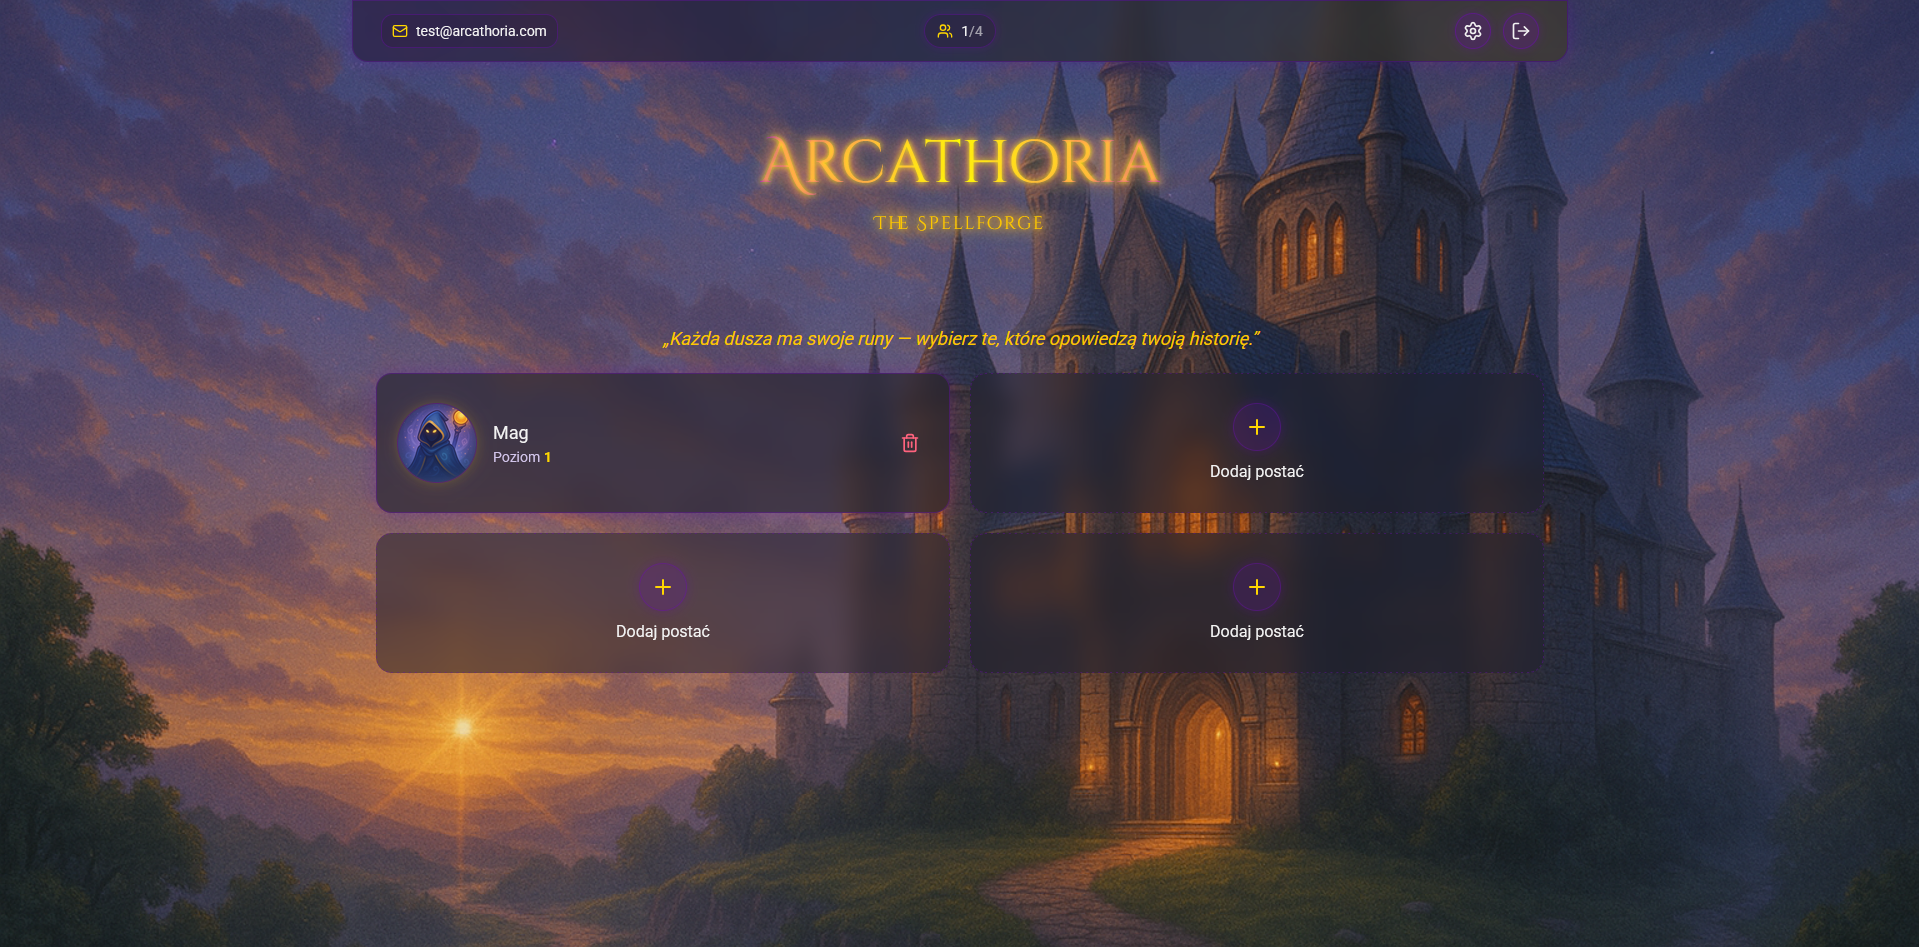 test@arcathoria.com
1/4
ARCATHORIA
THE SPELLFORGE
„Każda dusza ma swoje runy — wybierz te, które opowiedzą twoją historię.”
Mag
Poziom 1
Dodaj postać
Dodaj postać
Dodaj postać